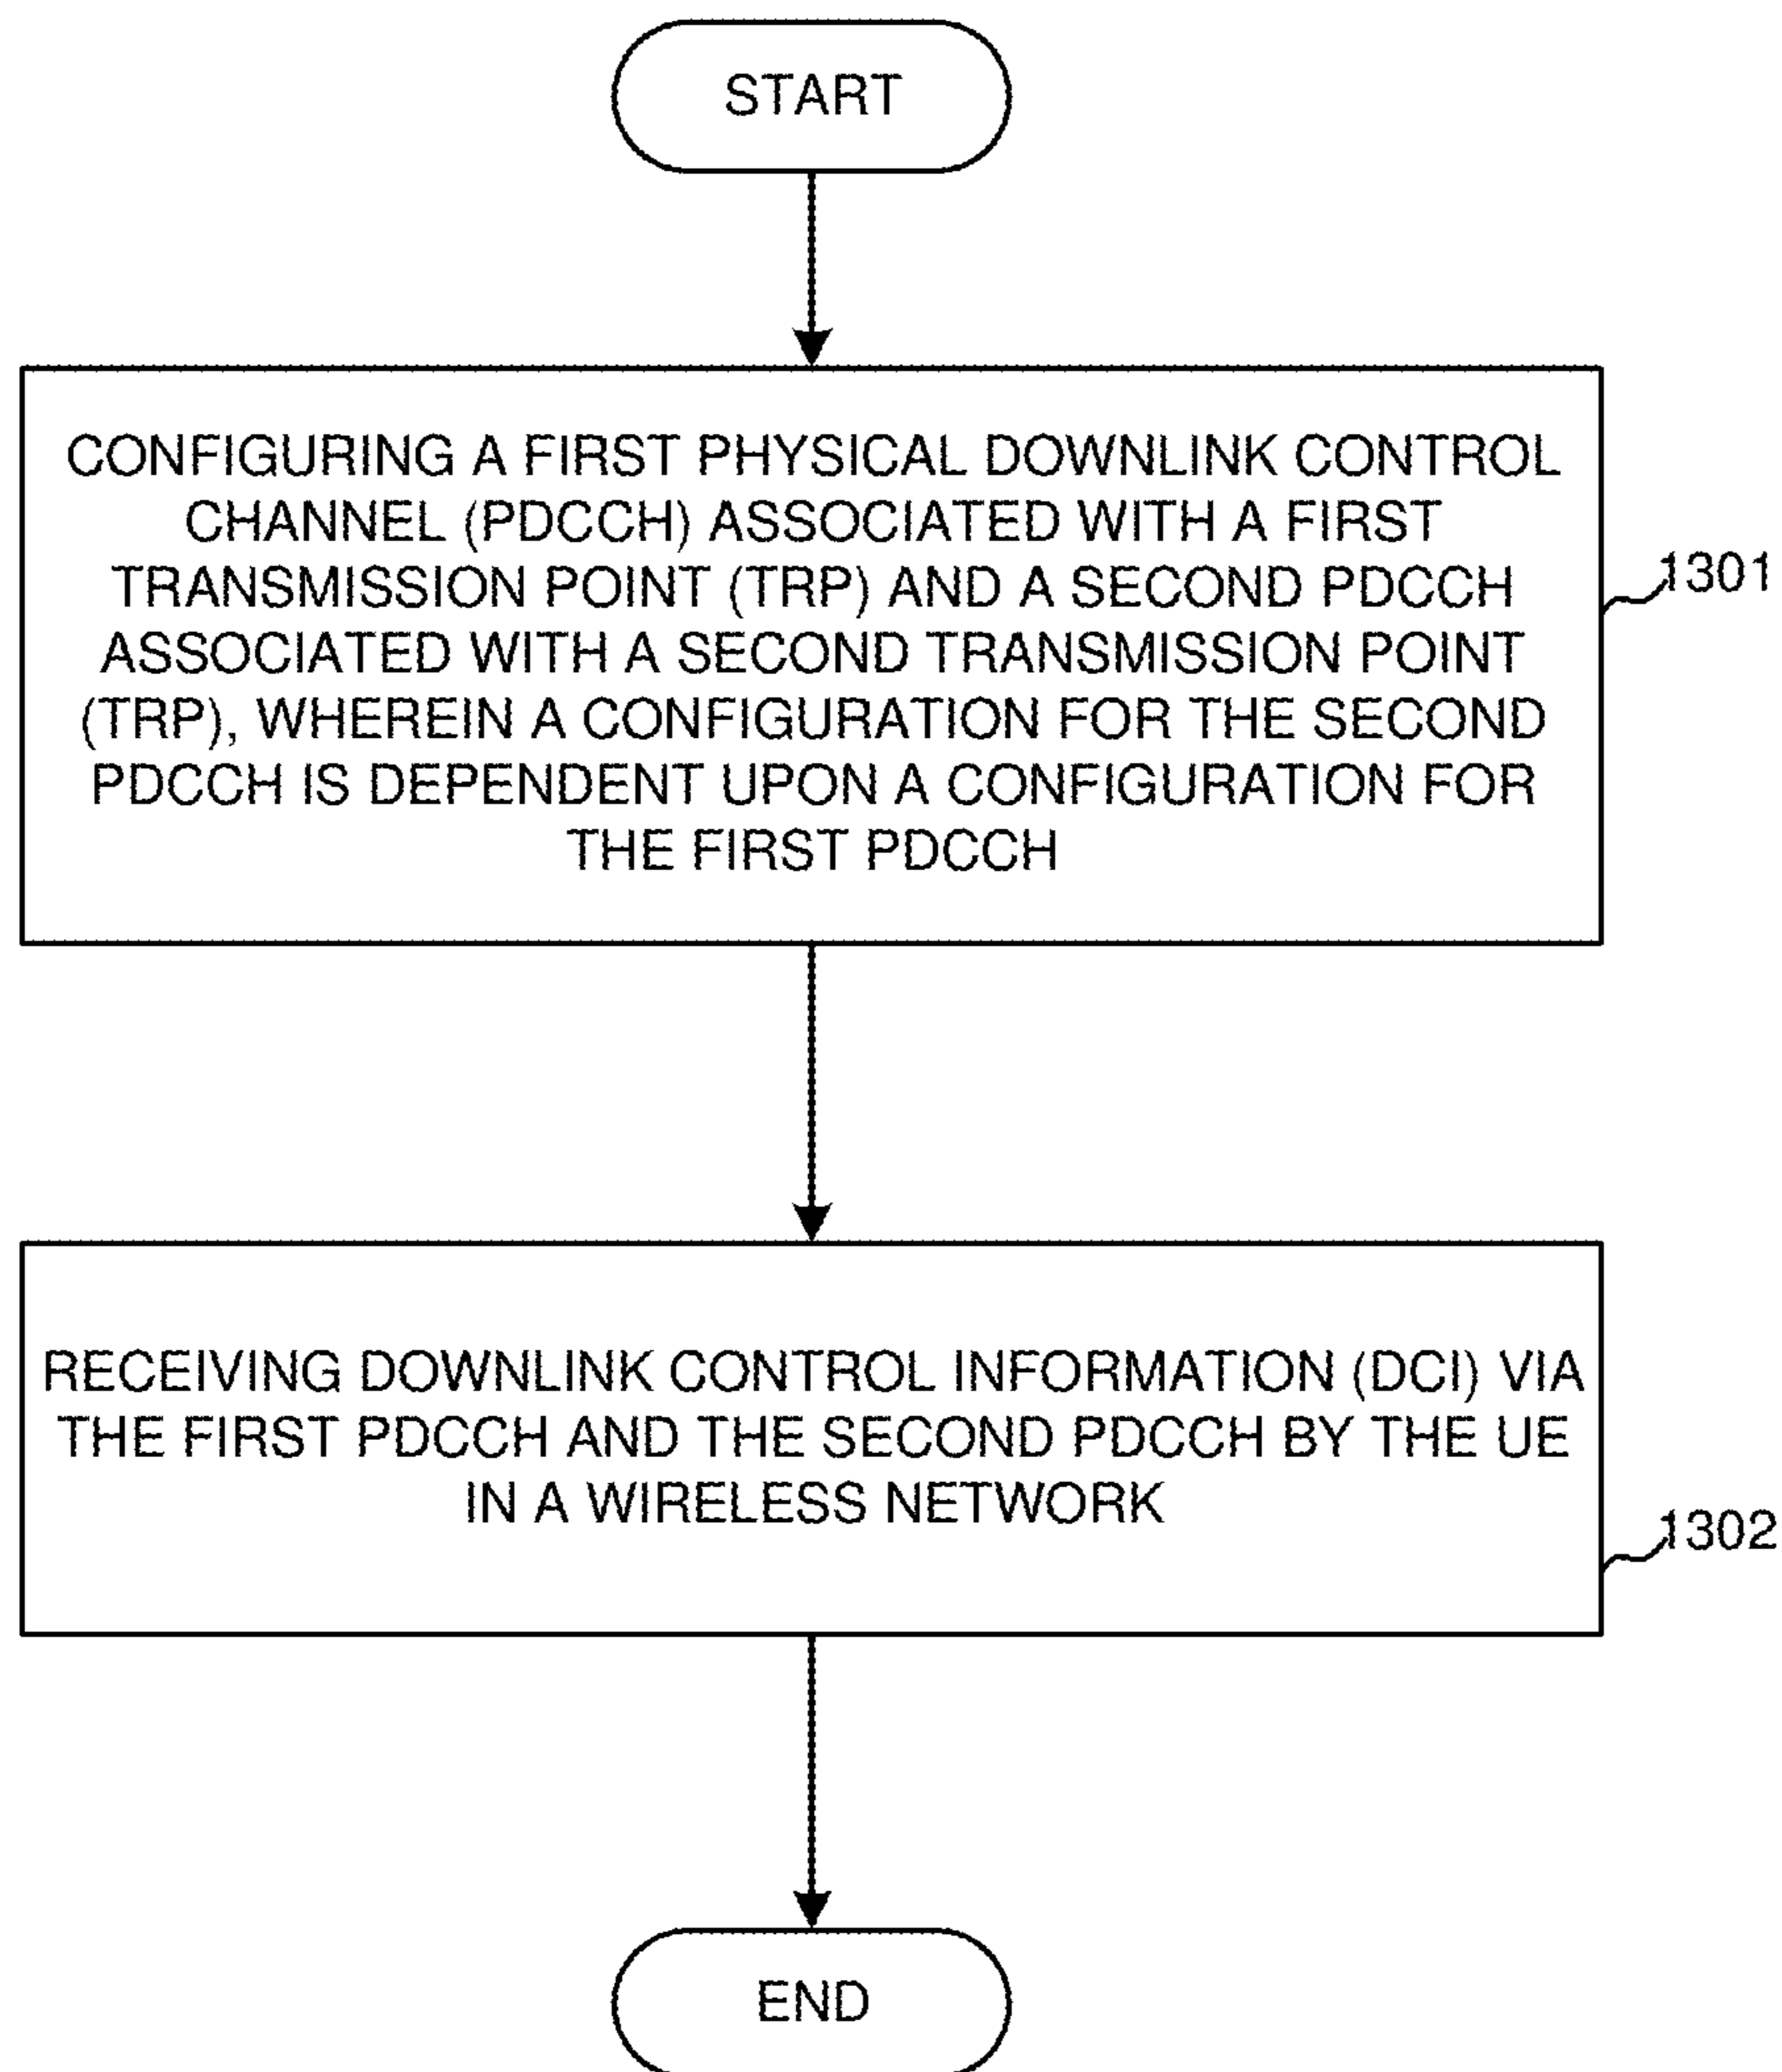 START
CONFIGURING A FIRST PHYSICAL DOWNLINK CONTROL
CHANNEL (PDCCH) ASSOCIATED WITH A FIRST
TRANSMISSION POINT (TRP) AND A SECOND PDCCH
ASSOCIATED WITH A SECOND TRANSMISSION POINT
(TRP), WHEREIN A CONFIGURATION FOR THE SECOND
PDCCH IS DEPENDENT UPON A CONFIGURATION FOR
THE FIRST PDCCH
1301
RECEIVING DOWNLINK CONTROL INFORMATION (DCI) VIA
THE FIRST PDCCH AND THE SECOND PDCCH BY THE UE
IN A WIRELESS NETWORK
1302
END